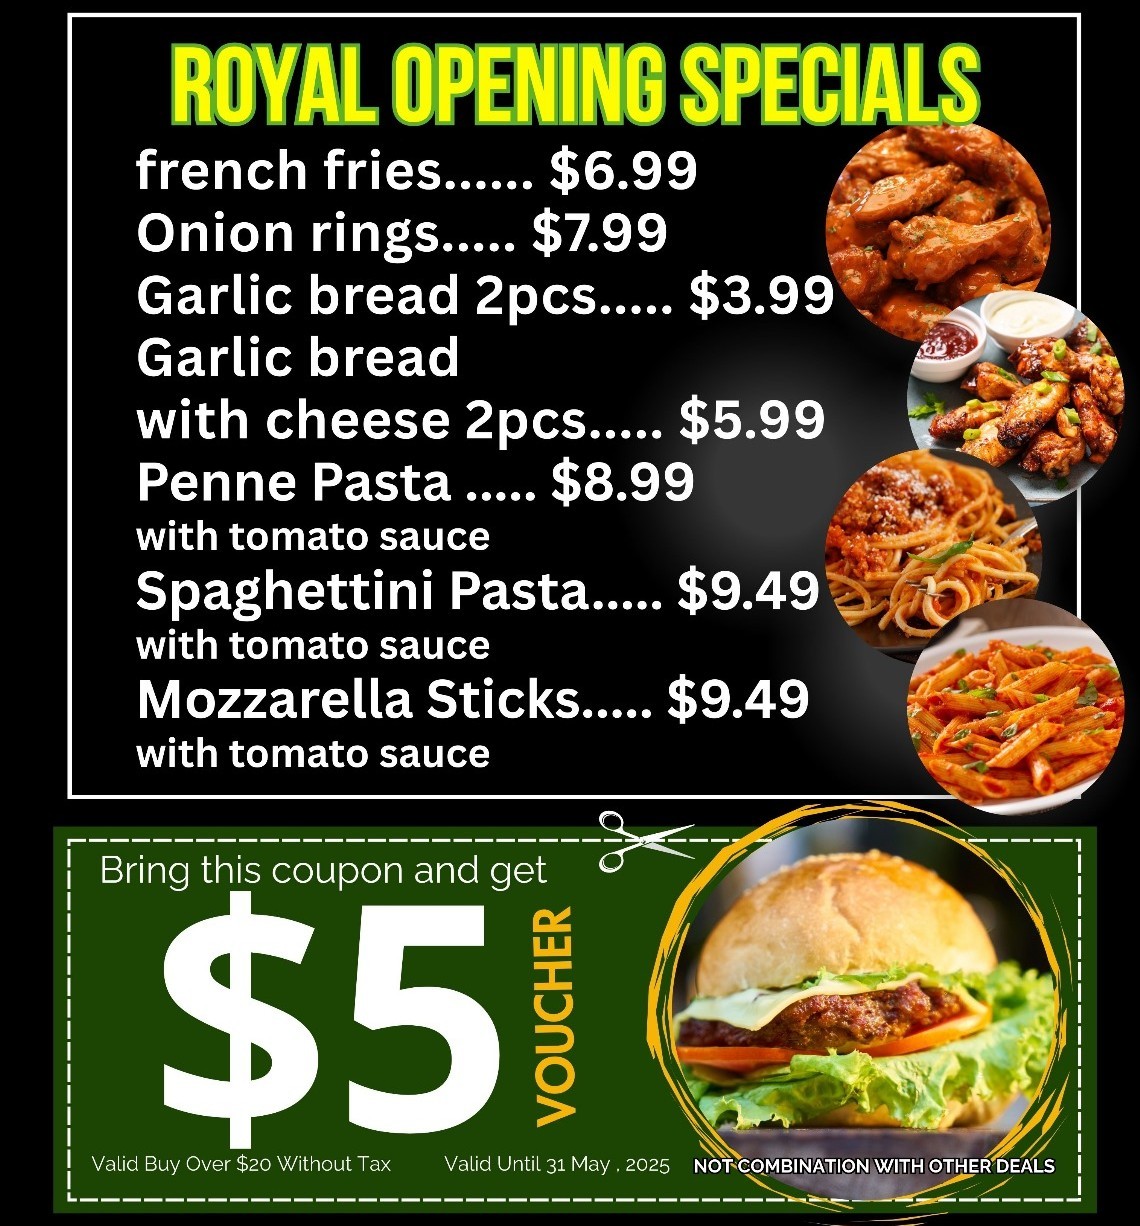 ROYAL OPENING SPECIALS
french fries...... $6.99
Onion rings..... $7.99
Garlic bread 2pcs..... $3.99
Garlic bread
with cheese 2pcs..... $5.99
Penne Pasta ..... $8.99
with tomato sauce
Spaghettini Pasta..... $9.49
with tomato sauce
Mozzarella Sticks..... $9.49
with tomato sauce
Bring this coupon and get
$5
VOUCHER
Valid Buy Over $20 Without Tax
Valid Until 31 May , 2025
NOT COMBINATION WITH OTHER DEALS